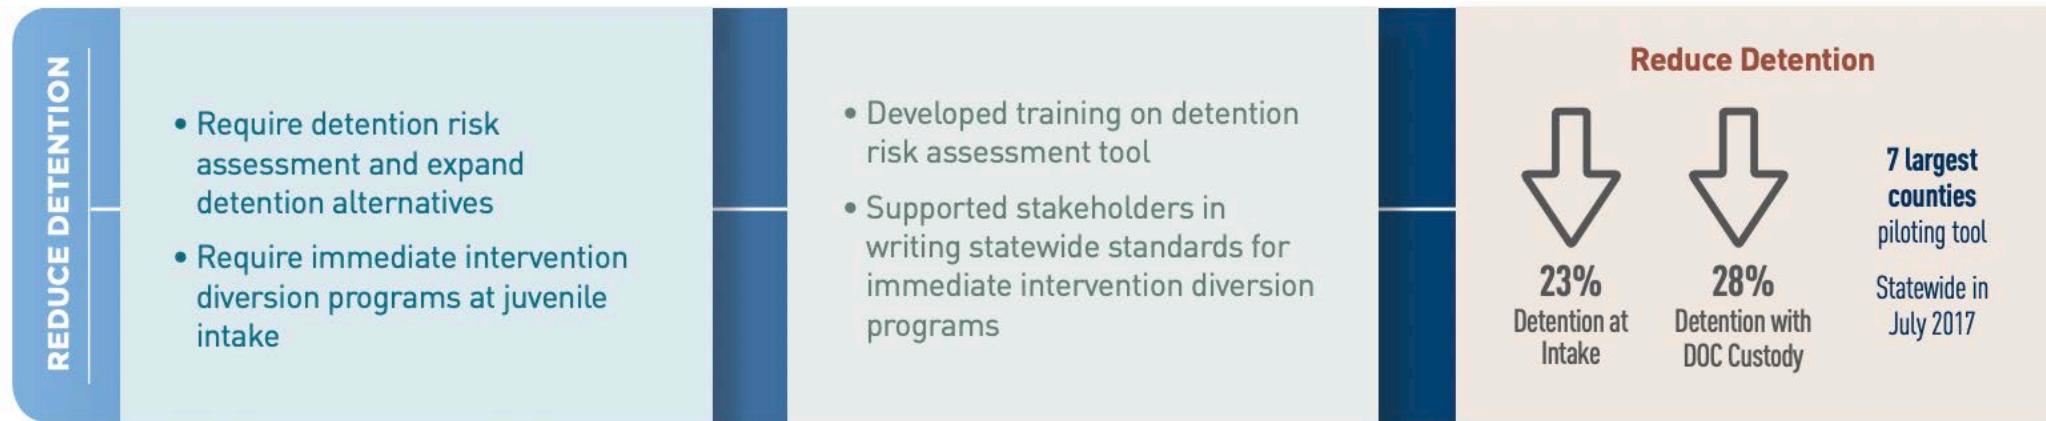 REDUCE DETENTION
• Require detention risk
assessment and expand
detention alternatives
• Require immediate intervention
diversion programs at juvenile
intake
• Developed training on detention
risk assessment tool
• Supported stakeholders in
writing statewide standards for
immediate intervention diversion
programs
Reduce Detention
23%
Detention at
Intake
28%
Detention with
DOC Custody
7 largest
counties
piloting tool
Statewide in
July 2017